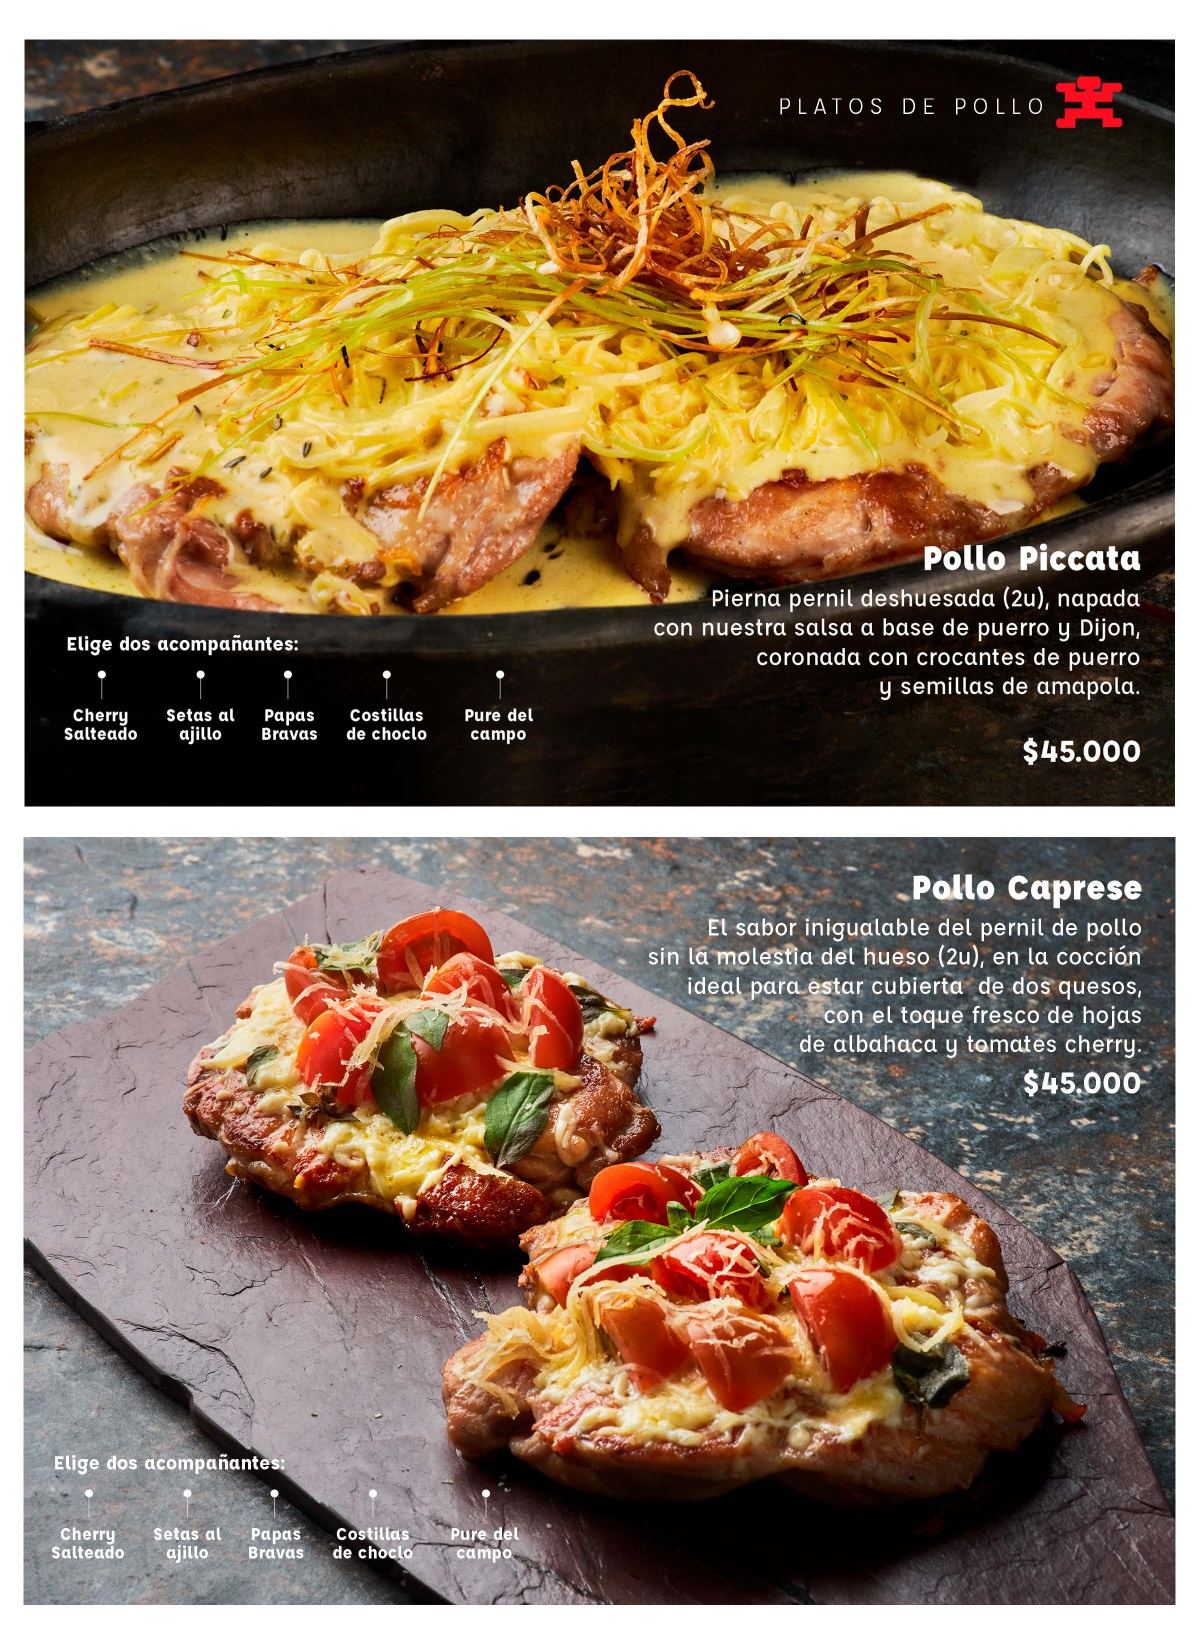 PLATOS DE POLLO
Pollo Piccata
Pierna pernil deshuesada (2u), napada
con nuestra salsa a base de puerro y Dijon,
coronada con crocantes de puerro
y semillas de amapola.
$45.000
Elige dos acompañantes:
Cherry Salteado
Setas al ajillo
Papas Bravas
Costillas de choclo
Pure del campo
Pollo Caprese
El sabor inigualable del pernil de pollo
sin la molestia del hueso (2u), en la cocción
ideal para estar cubierta  de dos quesos,
con el toque fresco de hojas
de albahaca y tomates cherry.
$45.000
Elige dos acompañantes:
Cherry Salteado
Setas al ajillo
Papas Bravas
Costillas de choclo
Pure del campo